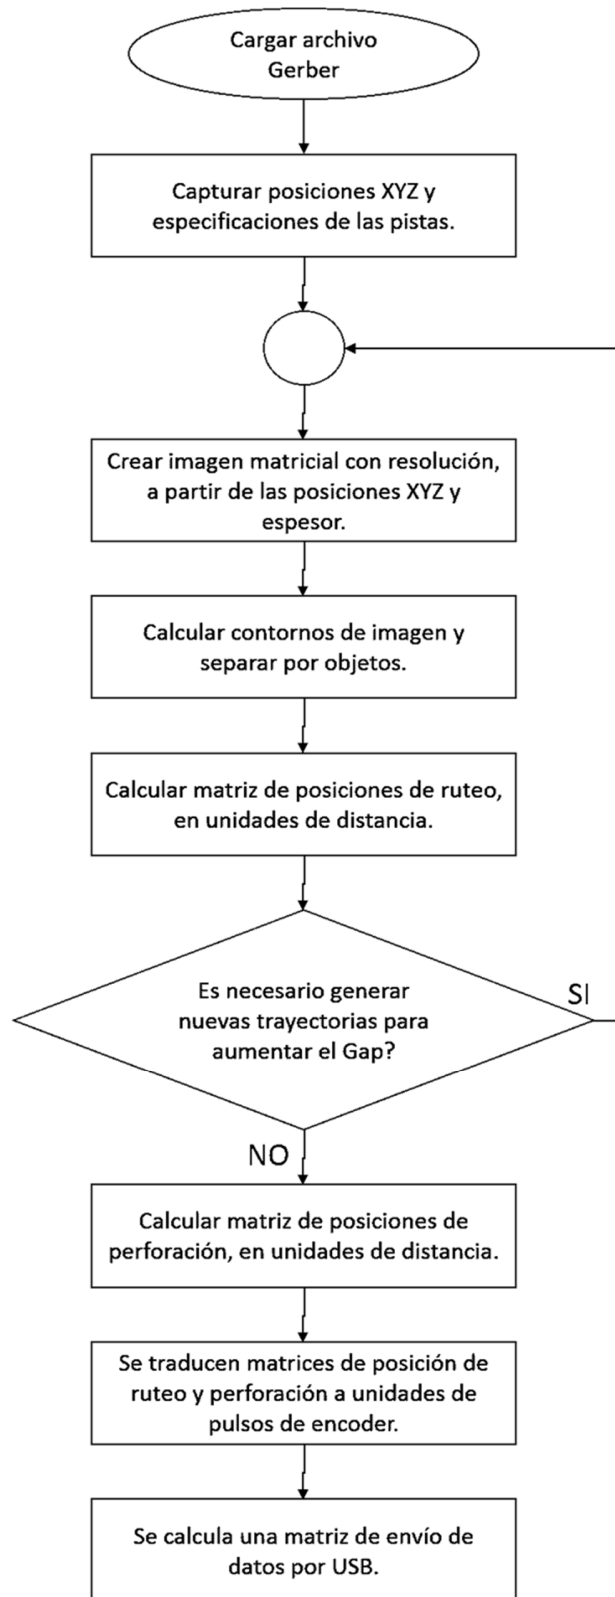 Cargar archivo
Gerber
Capturar posiciones XYZ y
especificaciones de las pistas.
Crear imagen matricial con resolución,
a partir de las posiciones XYZ y
espesor.
Calcular contornos de imagen y
separar por objetos.
Calcular matriz de posiciones de ruteo,
en unidades de distancia.
Es necesario generar
nuevas trayectorias para
aumentar el Gap?
SI
NO
Calcular matriz de posiciones de
perforación, en unidades de distancia.
Se traducen matrices de posición de
ruteo y perforación a unidades de
pulsos de encoder.
Se calcula una matriz de envío de
datos por USB.